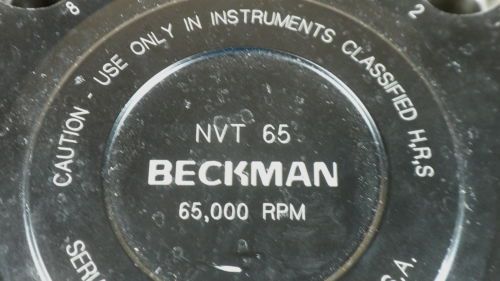 8
2
CAUTION - USE ONLY IN INSTRUMENTS CLASSIFIED H,R,S
NVT 65
BECKMAN
65,000 RPM